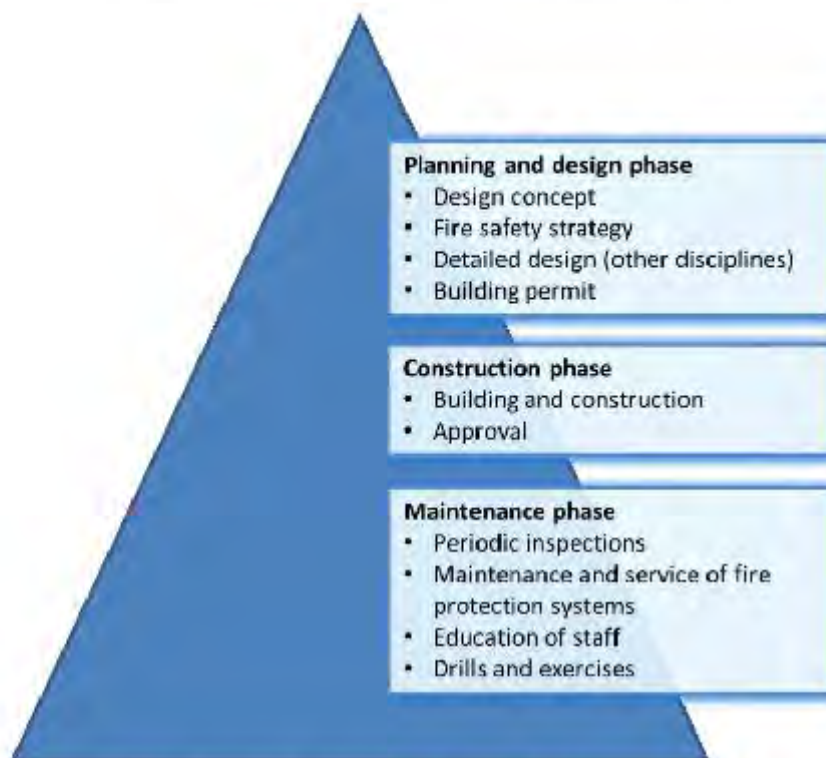 Planning and design phase
• Design concept
• Fire safety strategy
• Detailed design (other disciplines)
• Building permit
Construction phase
• Building and construction
• Approval
Maintenance phase
• Periodic inspections
• Maintenance and service of fire
protection systems
• Education of staff
• Drills and exercises